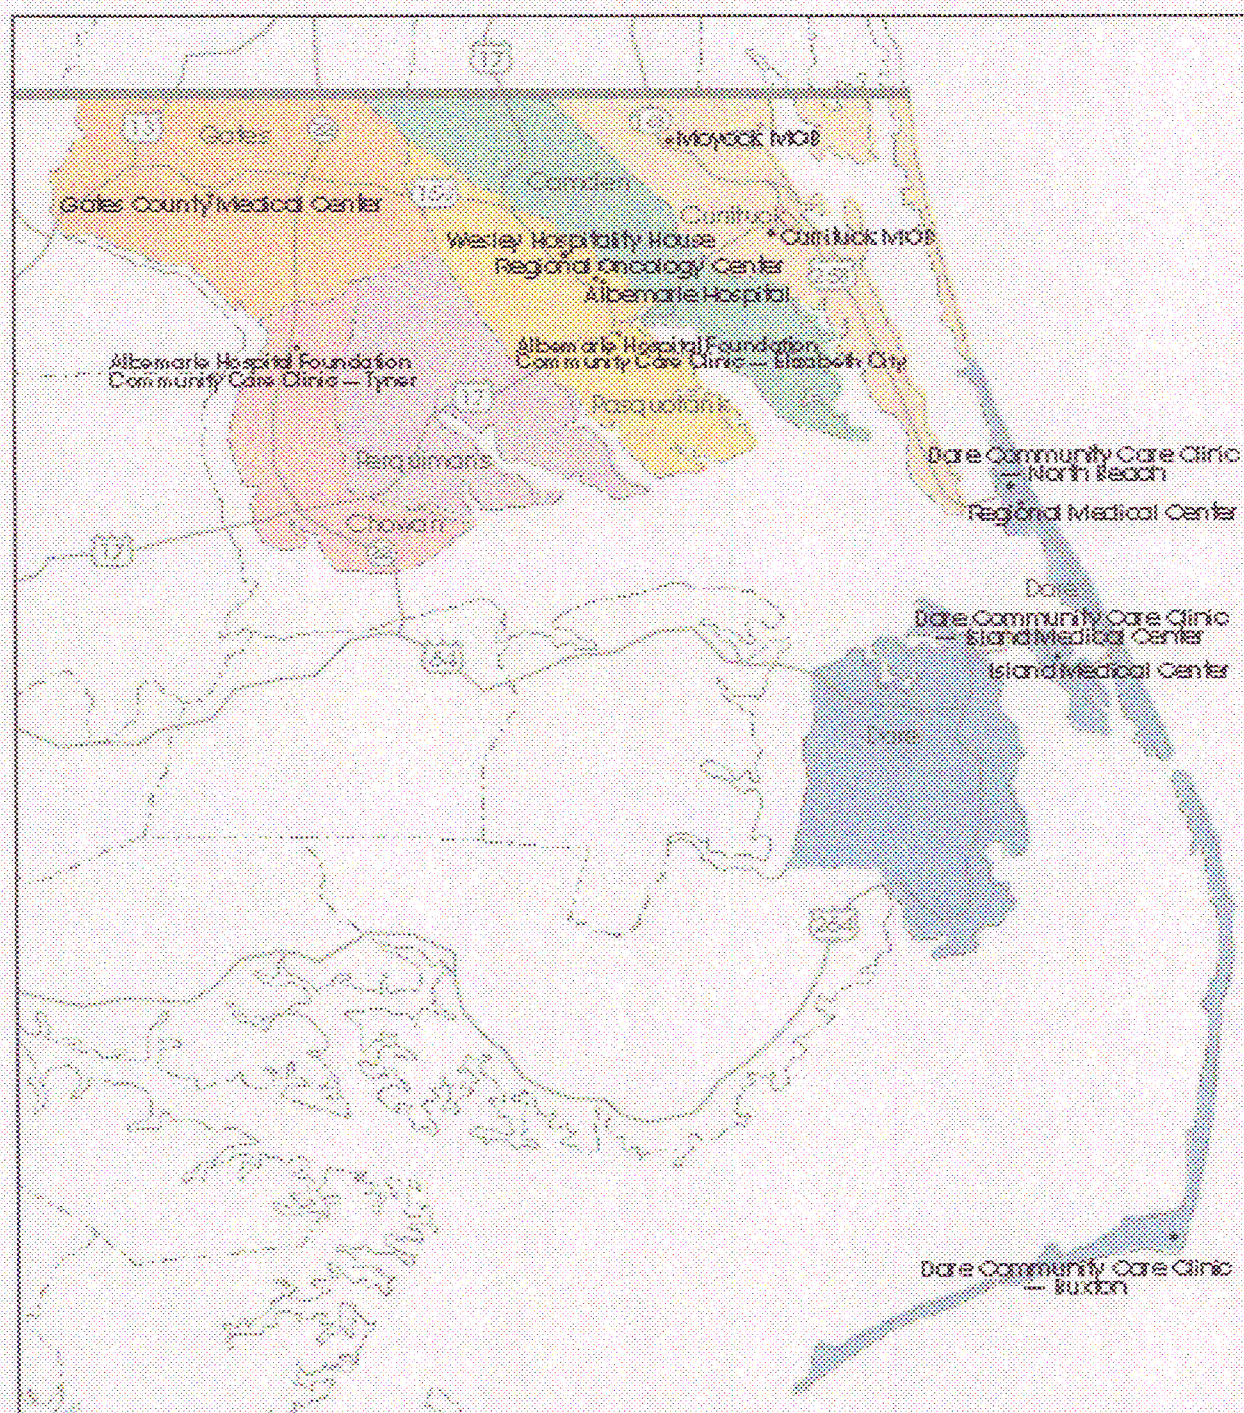 17
13
Gates
Moyock MOB
Camden
158
Gates County Medical Center
Currituck
Wesley Hospitality House
Currituck MOB
Regional Oncology Center
158
Albemarle Hospital
Albemarle Hospital Foundation
Community Care Clinic — Elizabeth City
Albemarle Hospital Foundation
Community Care Clinic — Tyner
17
Pasquotank
Perquimans
Dare Community Care Clinic
— North Beach
Regional Medical Center
Chowan
17
Dare
Dare Community Care Clinic
— Island Medical Center
64
Island Medical Center
264
Dare Community Care Clinic
— Buxton